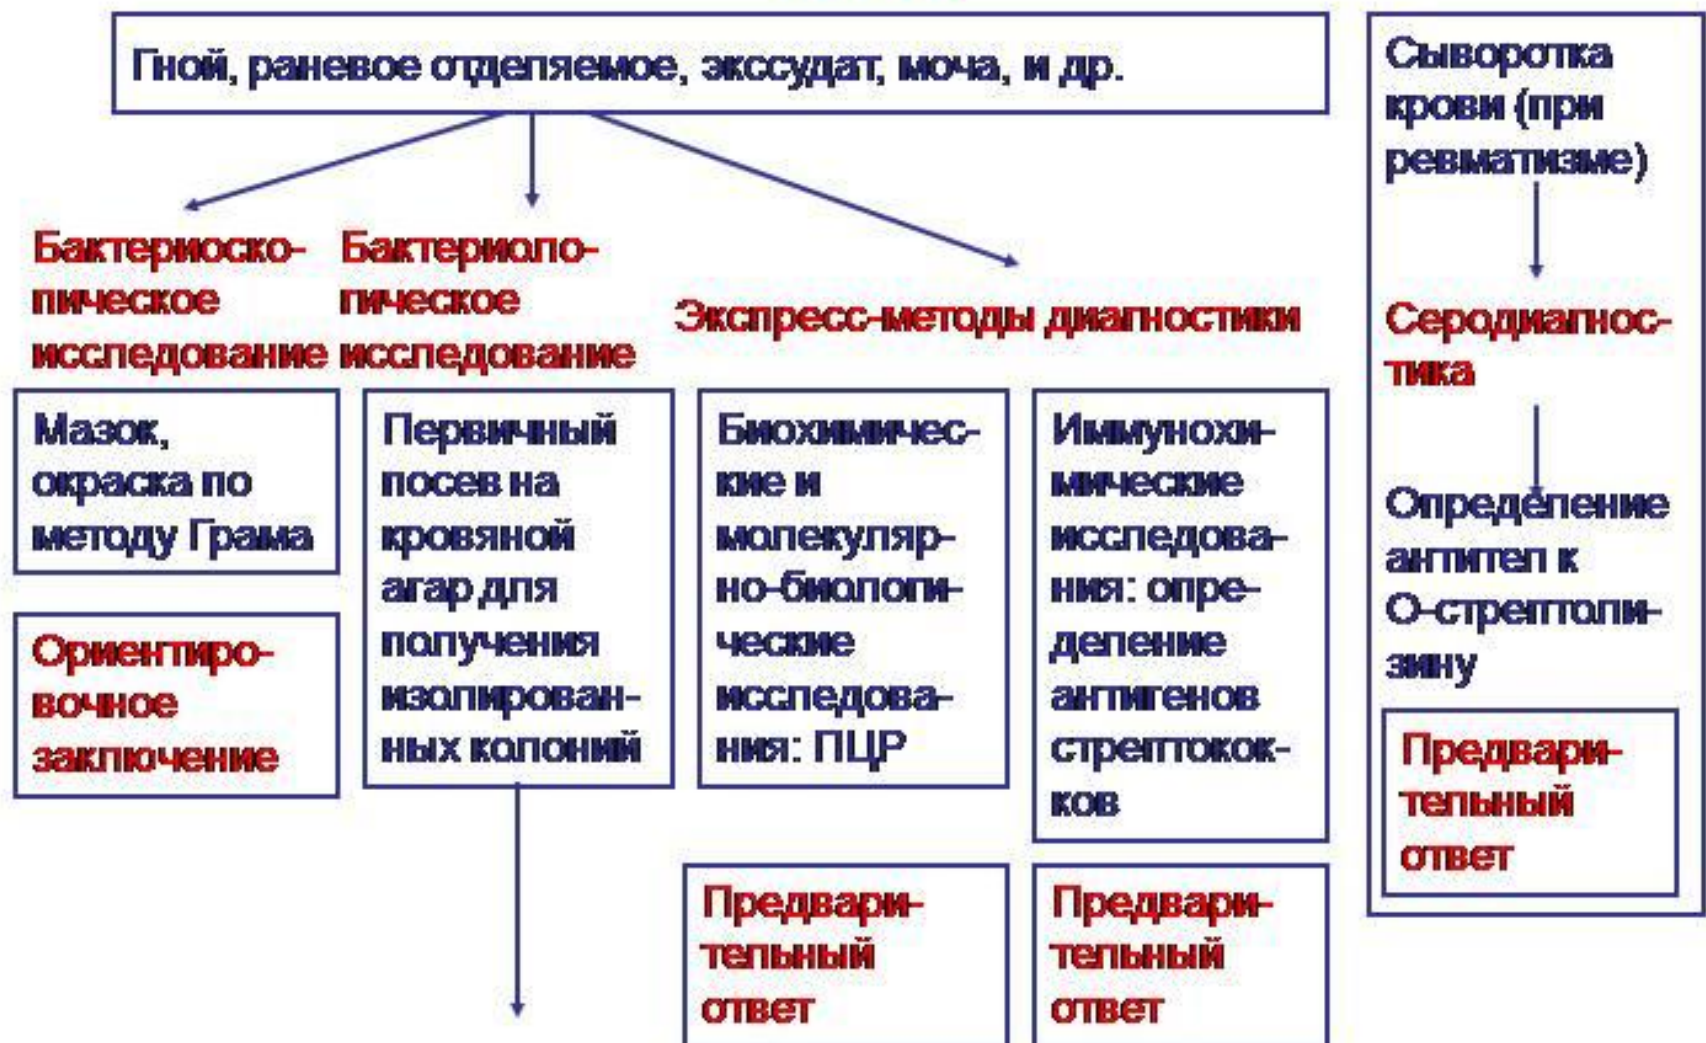 Гной, раневое отделяемое, экссудат, моча, и др.
Бактериоско-
пическое
исследование
Мазок,
окраска по
методу Грама
Ориентиро-
вочное
заключение
Бактериоло-
гическое
исследование
Первичный
посев на
кровяной
агар для
получения
изолирован-
ных колоний
Экспресс-методы диагностики
Биохимичес-
кие и
молекуляр-
но-биологи-
ческие
исследова-
ния: ПЦР
Предвари-
тельный
ответ
Иммунохи-
мические
исследова-
ния: опре-
деление
антигенов
стрептокок-
ков
Предвари-
тельный
ответ
Сыворотка
крови (при
ревматизме)
Серодиагнос-
тика
Определение
антител к
О-стрептоли-
зину
Предвари-
тельный
ответ